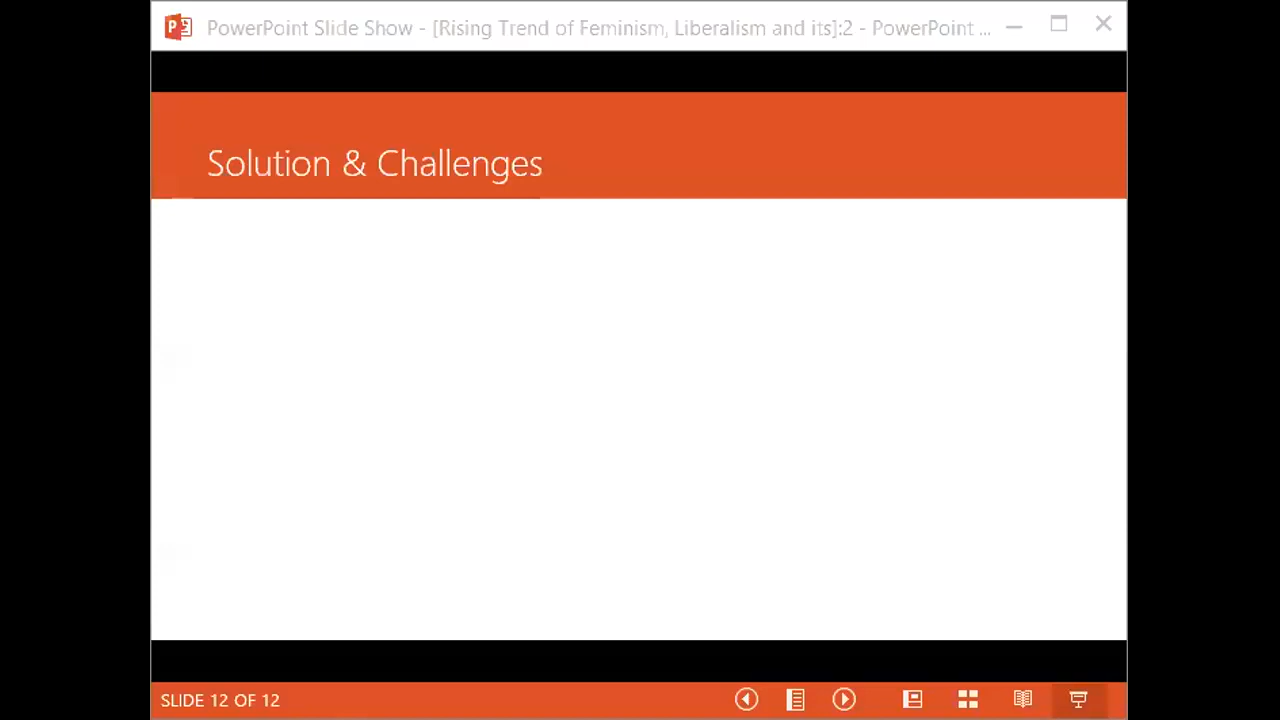 PowerPoint Slide Show - [Rising Trend of Feminism, Liberalism and its]:2 - PowerPoint ...
Solution & Challenges
SLIDE 12 OF 12